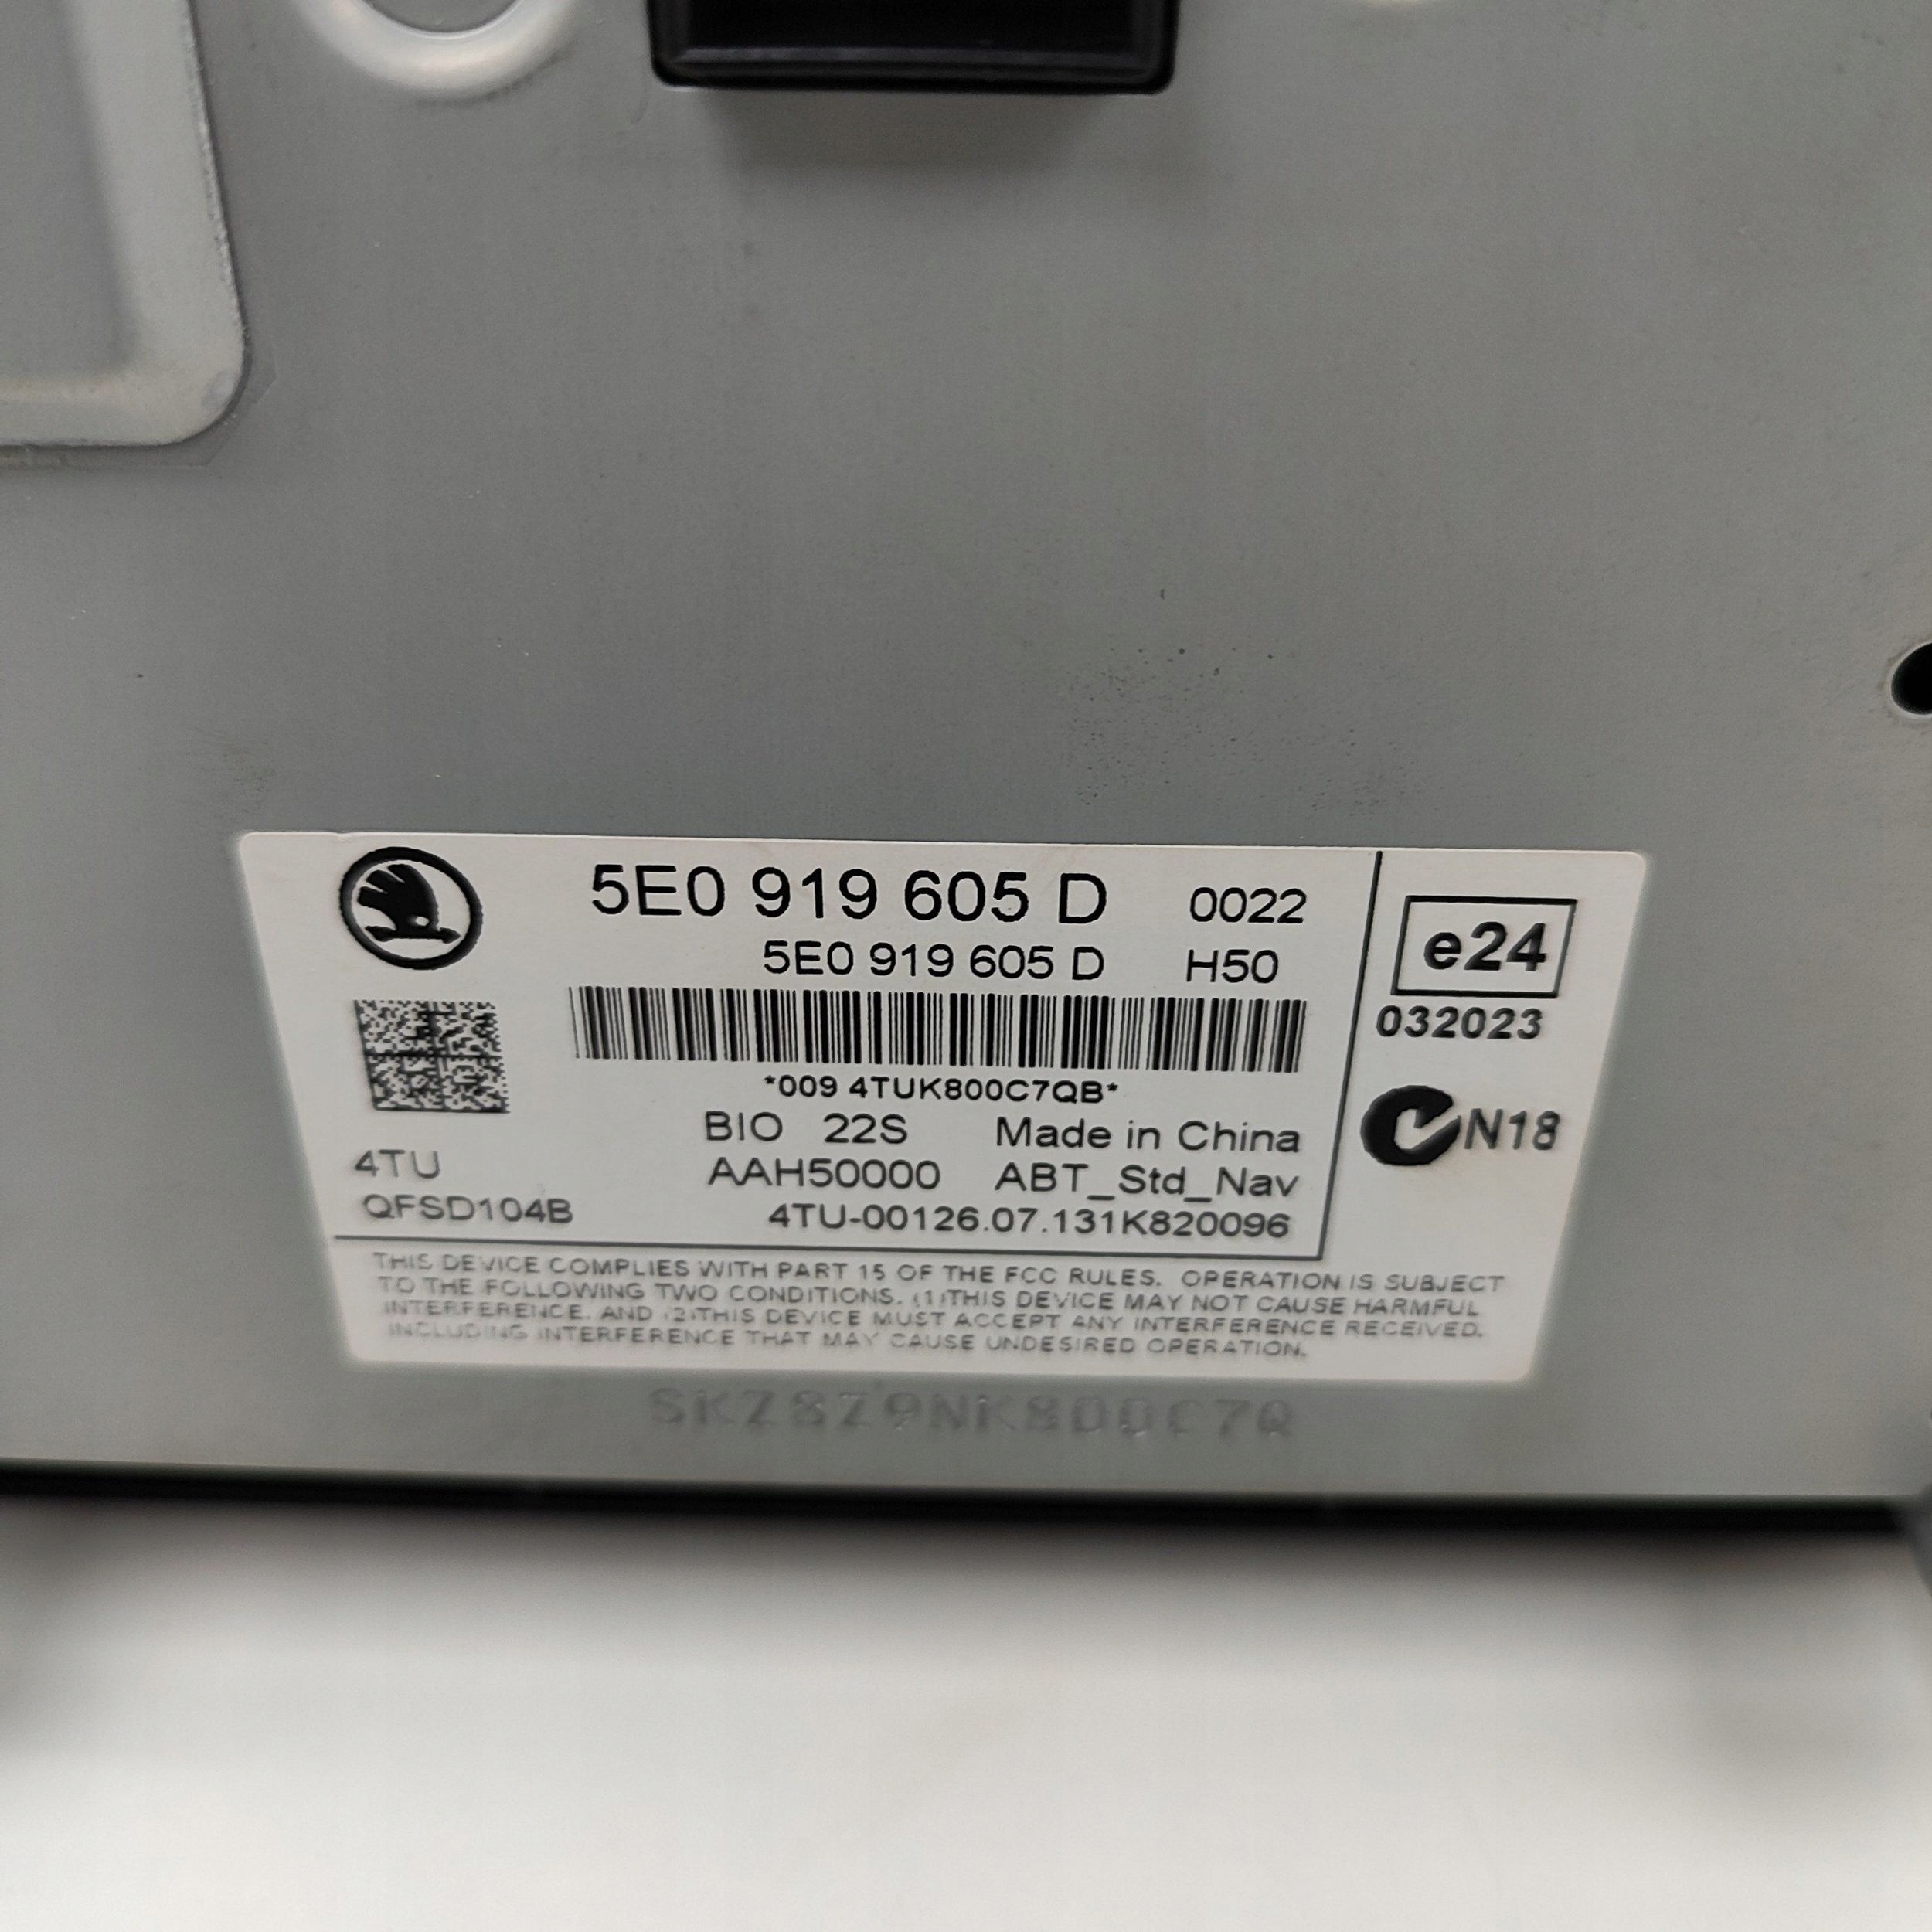 5E0 919 605 D 0022
5E0 919 605 D H50
*009 4TUK800C7QB*
BIO 22S Made in China
AAH50000 ABT_Std_Nav
4TU-00126.07.131K820096
4TU
QFSD104B
e24
032023
N18
THIS DEVICE COMPLIES WITH PART 15 OF THE FCC RULES. OPERATION IS SUBJECT
TO THE FOLLOWING TWO CONDITIONS. (1)THIS DEVICE MAY NOT CAUSE HARMFUL
INTERFERENCE. AND (2)THIS DEVICE MUST ACCEPT ANY INTERFERENCE RECEIVED.
INCLUDING INTERFERENCE THAT MAY CAUSE UNDESIRED OPERATION.
SKZ8Z9NK800C7Q